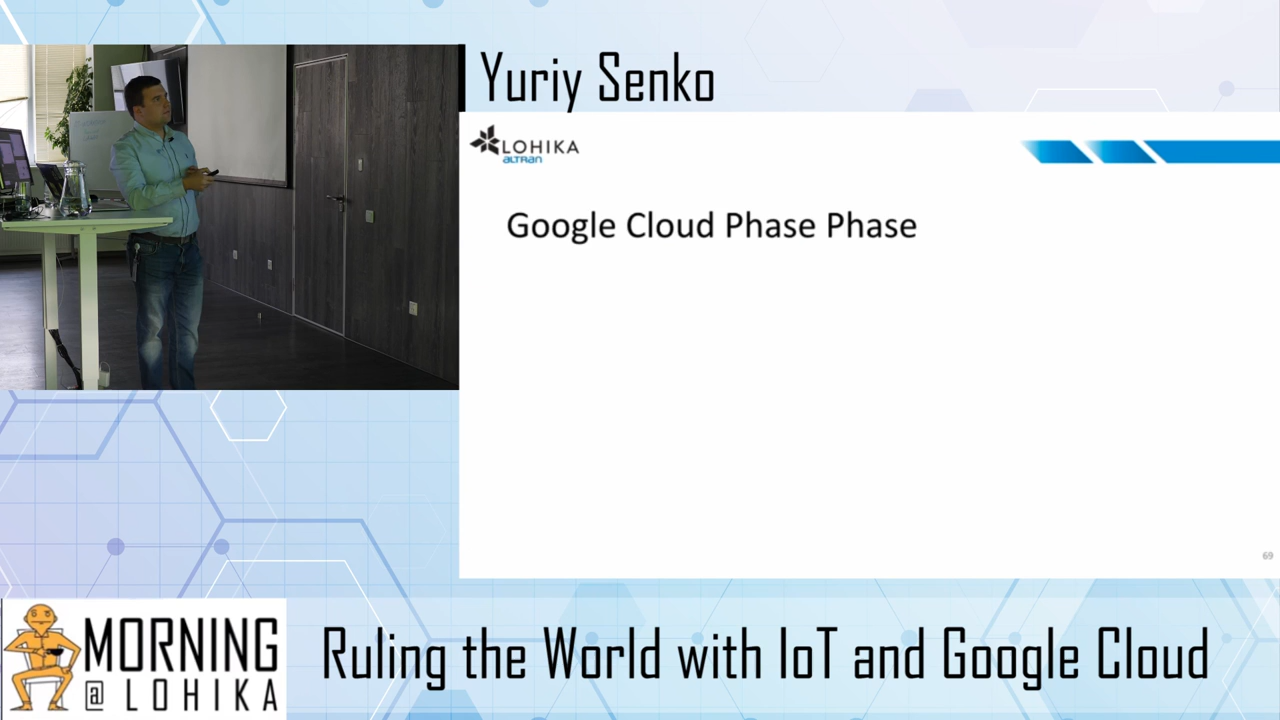 Yuriy Senko
LOHIKA
altran
Google Cloud Phase Phase
69
MORNING
@ LOHIKA
Ruling the World with IoT and Google Cloud